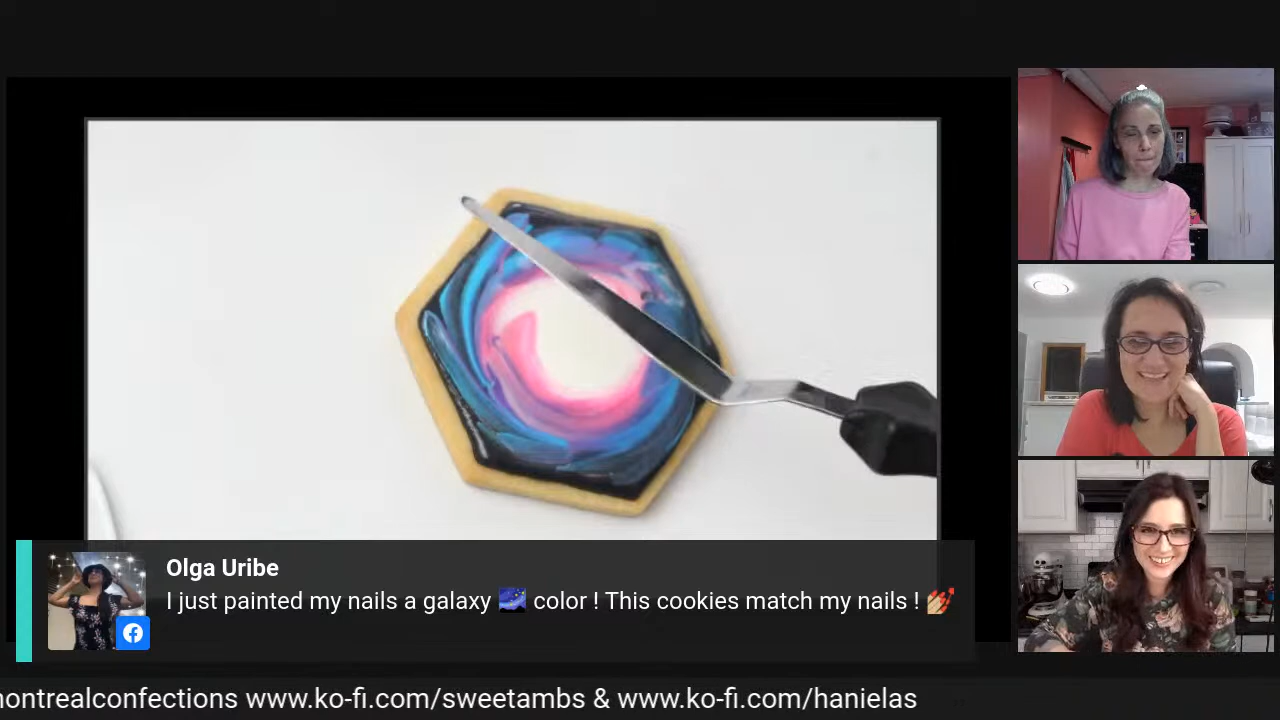 Olga Uribe
I just painted my nails a galaxy 🌌 color ! This cookies match my nails ! 💅
montrealconfections www.ko-fi.com/sweetambs & www.ko-fi.com/hanielas